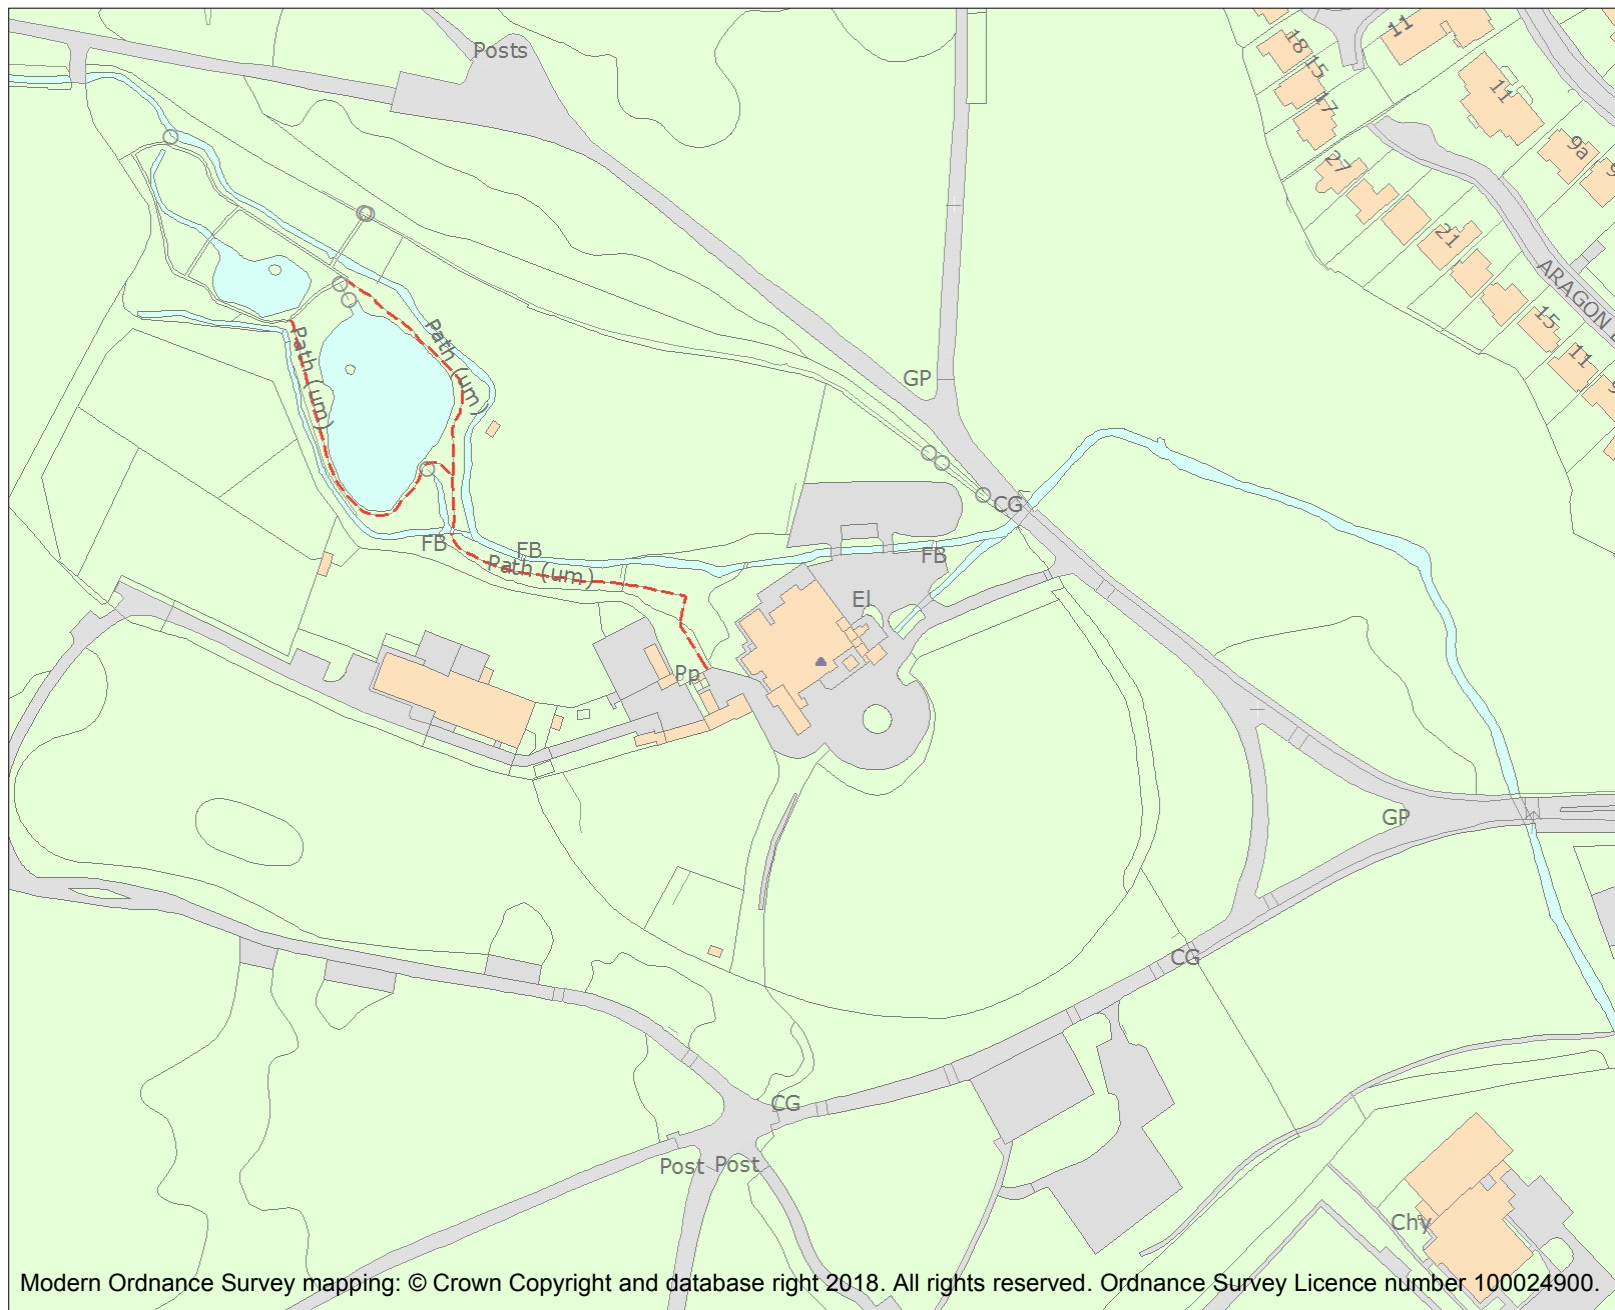 Posts
18
15
17
11
11
9a
27
21
ARAGON
15
11
GP
Path (um)
Path (um)
CG
FB
FB
Path (um)
FB
El
Pp
GP
CG
CG
Post
Post
Chy
Modern Ordnance Survey mapping: © Crown Copyright and database right 2018. All rights reserved. Ordnance Survey Licence number 100024900.